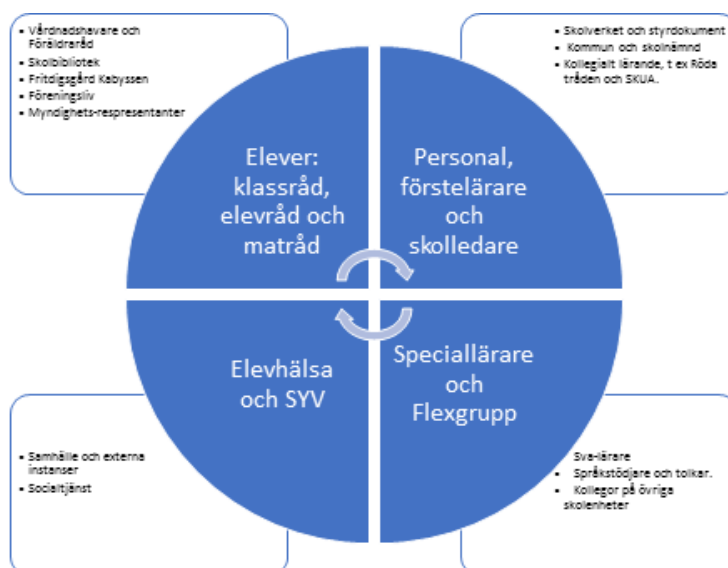 • Vårdnadshavare och
Föräldraråd
• Skolbibliotek
• Fritdigsgård Kabyssen
• Föreningsliv
• Myndighets-respresentanter
• Skolverket och styrdokument
• Kommun och skolnämnd
• Kollegialt lärande, t ex Röda
tråden och SKUA.
Elever:
klassråd,
elevråd och
matråd
Personal,
förstelärare
och
skolledare
Elevhälsa
och SYV
Speciallärare
och
Flexgrupp
• Samhälle och externa
instanser
• Socialtjänst
Sva-lärare
• Språkstödjare och tolkar.
• Kollegor på övriga
skolenheter